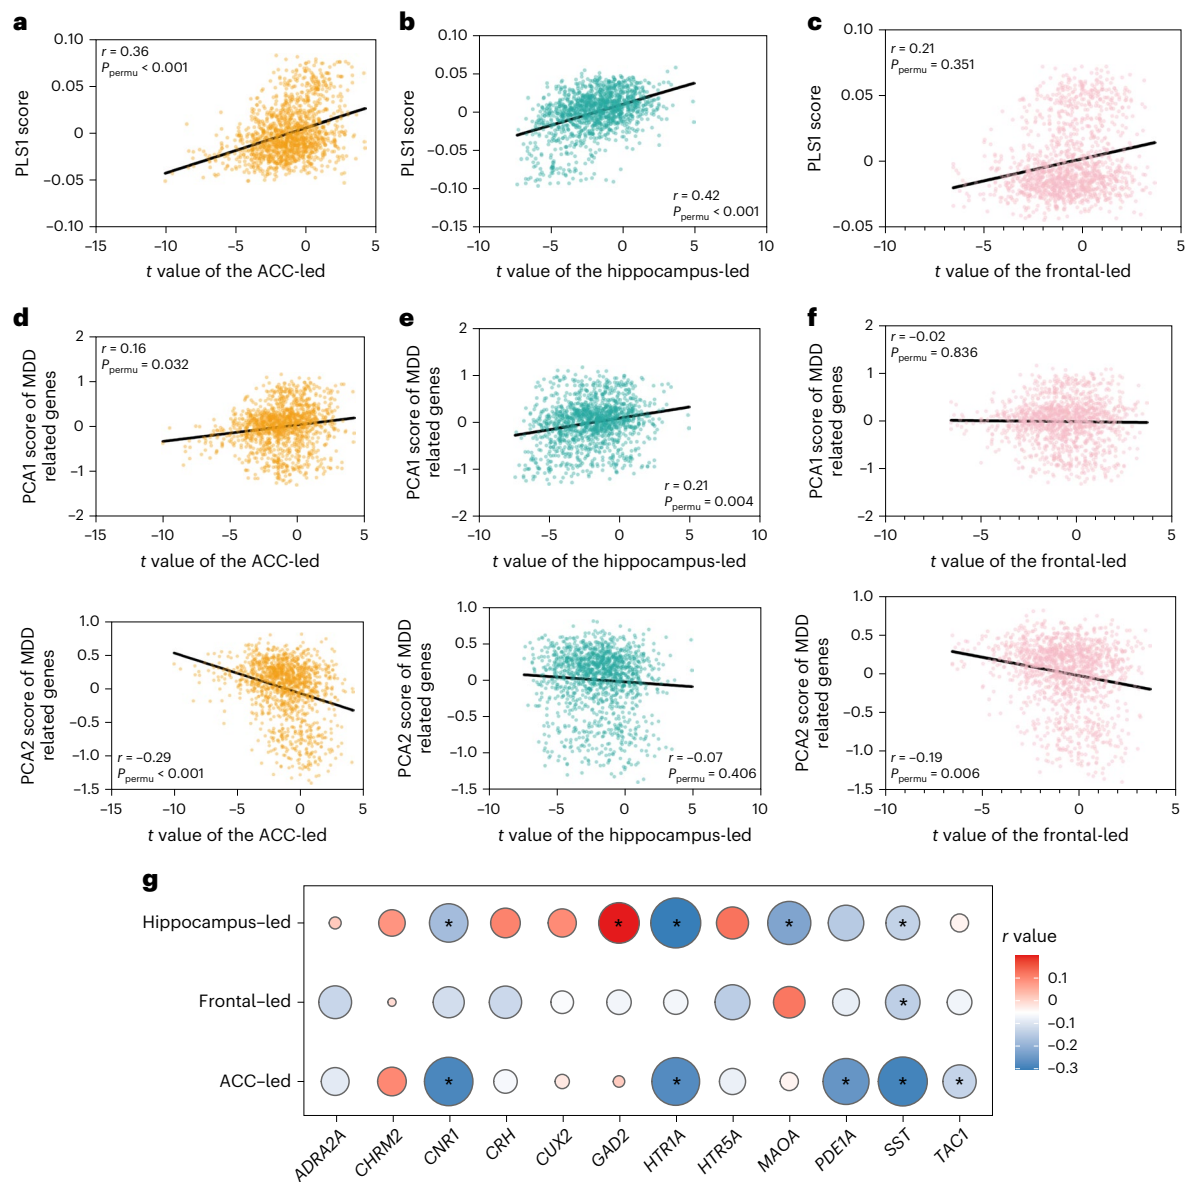 a
0.10
0.05
0
−0.05
−0.10
PLS1 score
r = 0.36
Ppermu < 0.001
−15
−10
−5
0
5
t value of the ACC-led
b
0.10
0.05
0
−0.05
−0.10
−0.15
PLS1 score
r = 0.42
Ppermu < 0.001
−10
−5
0
5
10
t value of the hippocampus-led
c
0.10
0.05
0
−0.05
PLS1 score
r = 0.21
Ppermu = 0.351
−10
−5
0
5
t value of the frontal-led
d
2
1
0
−1
−2
PCA1 score of MDD
related genes
r = 0.16
Ppermu = 0.032
−15
−10
−5
0
5
t value of the ACC-led
e
2
1
0
−1
−2
PCA1 score of MDD
related genes
r = 0.21
Ppermu = 0.004
−10
−5
0
5
10
t value of the hippocampus-led
f
2
1
0
−1
−2
PCA1 score of MDD
related genes
r = −0.02
Ppermu = 0.836
−10
−5
0
5
t value of the frontal-led
1.0
0.5
0
−0.5
−1.0
−1.5
PCA2 score of MDD
related genes
r = −0.29
Ppermu < 0.001
−15
−10
−5
0
5
t value of the ACC-led
1.0
0.5
0
−0.5
−1.0
−1.5
PCA2 score of MDD
related genes
r = −0.07
Ppermu = 0.406
−10
−5
0
5
10
t value of the hippocampus-led
1.0
0.5
0
−0.5
−1.0
−1.5
PCA2 score of MDD
related genes
r = −0.19
Ppermu = 0.006
−10
−5
0
5
t value of the frontal-led
g
Hippocampus–led
* * * * *
Frontal–led
*
ACC–led
* * * * *
ADRA2A
CHRM2
CNR1
CRH
CUX2
GAD2
HTR1A
HTR5A
MAOA
PDE1A
SST
TAC1
r value
0.1
0
−0.1
−0.2
−0.3